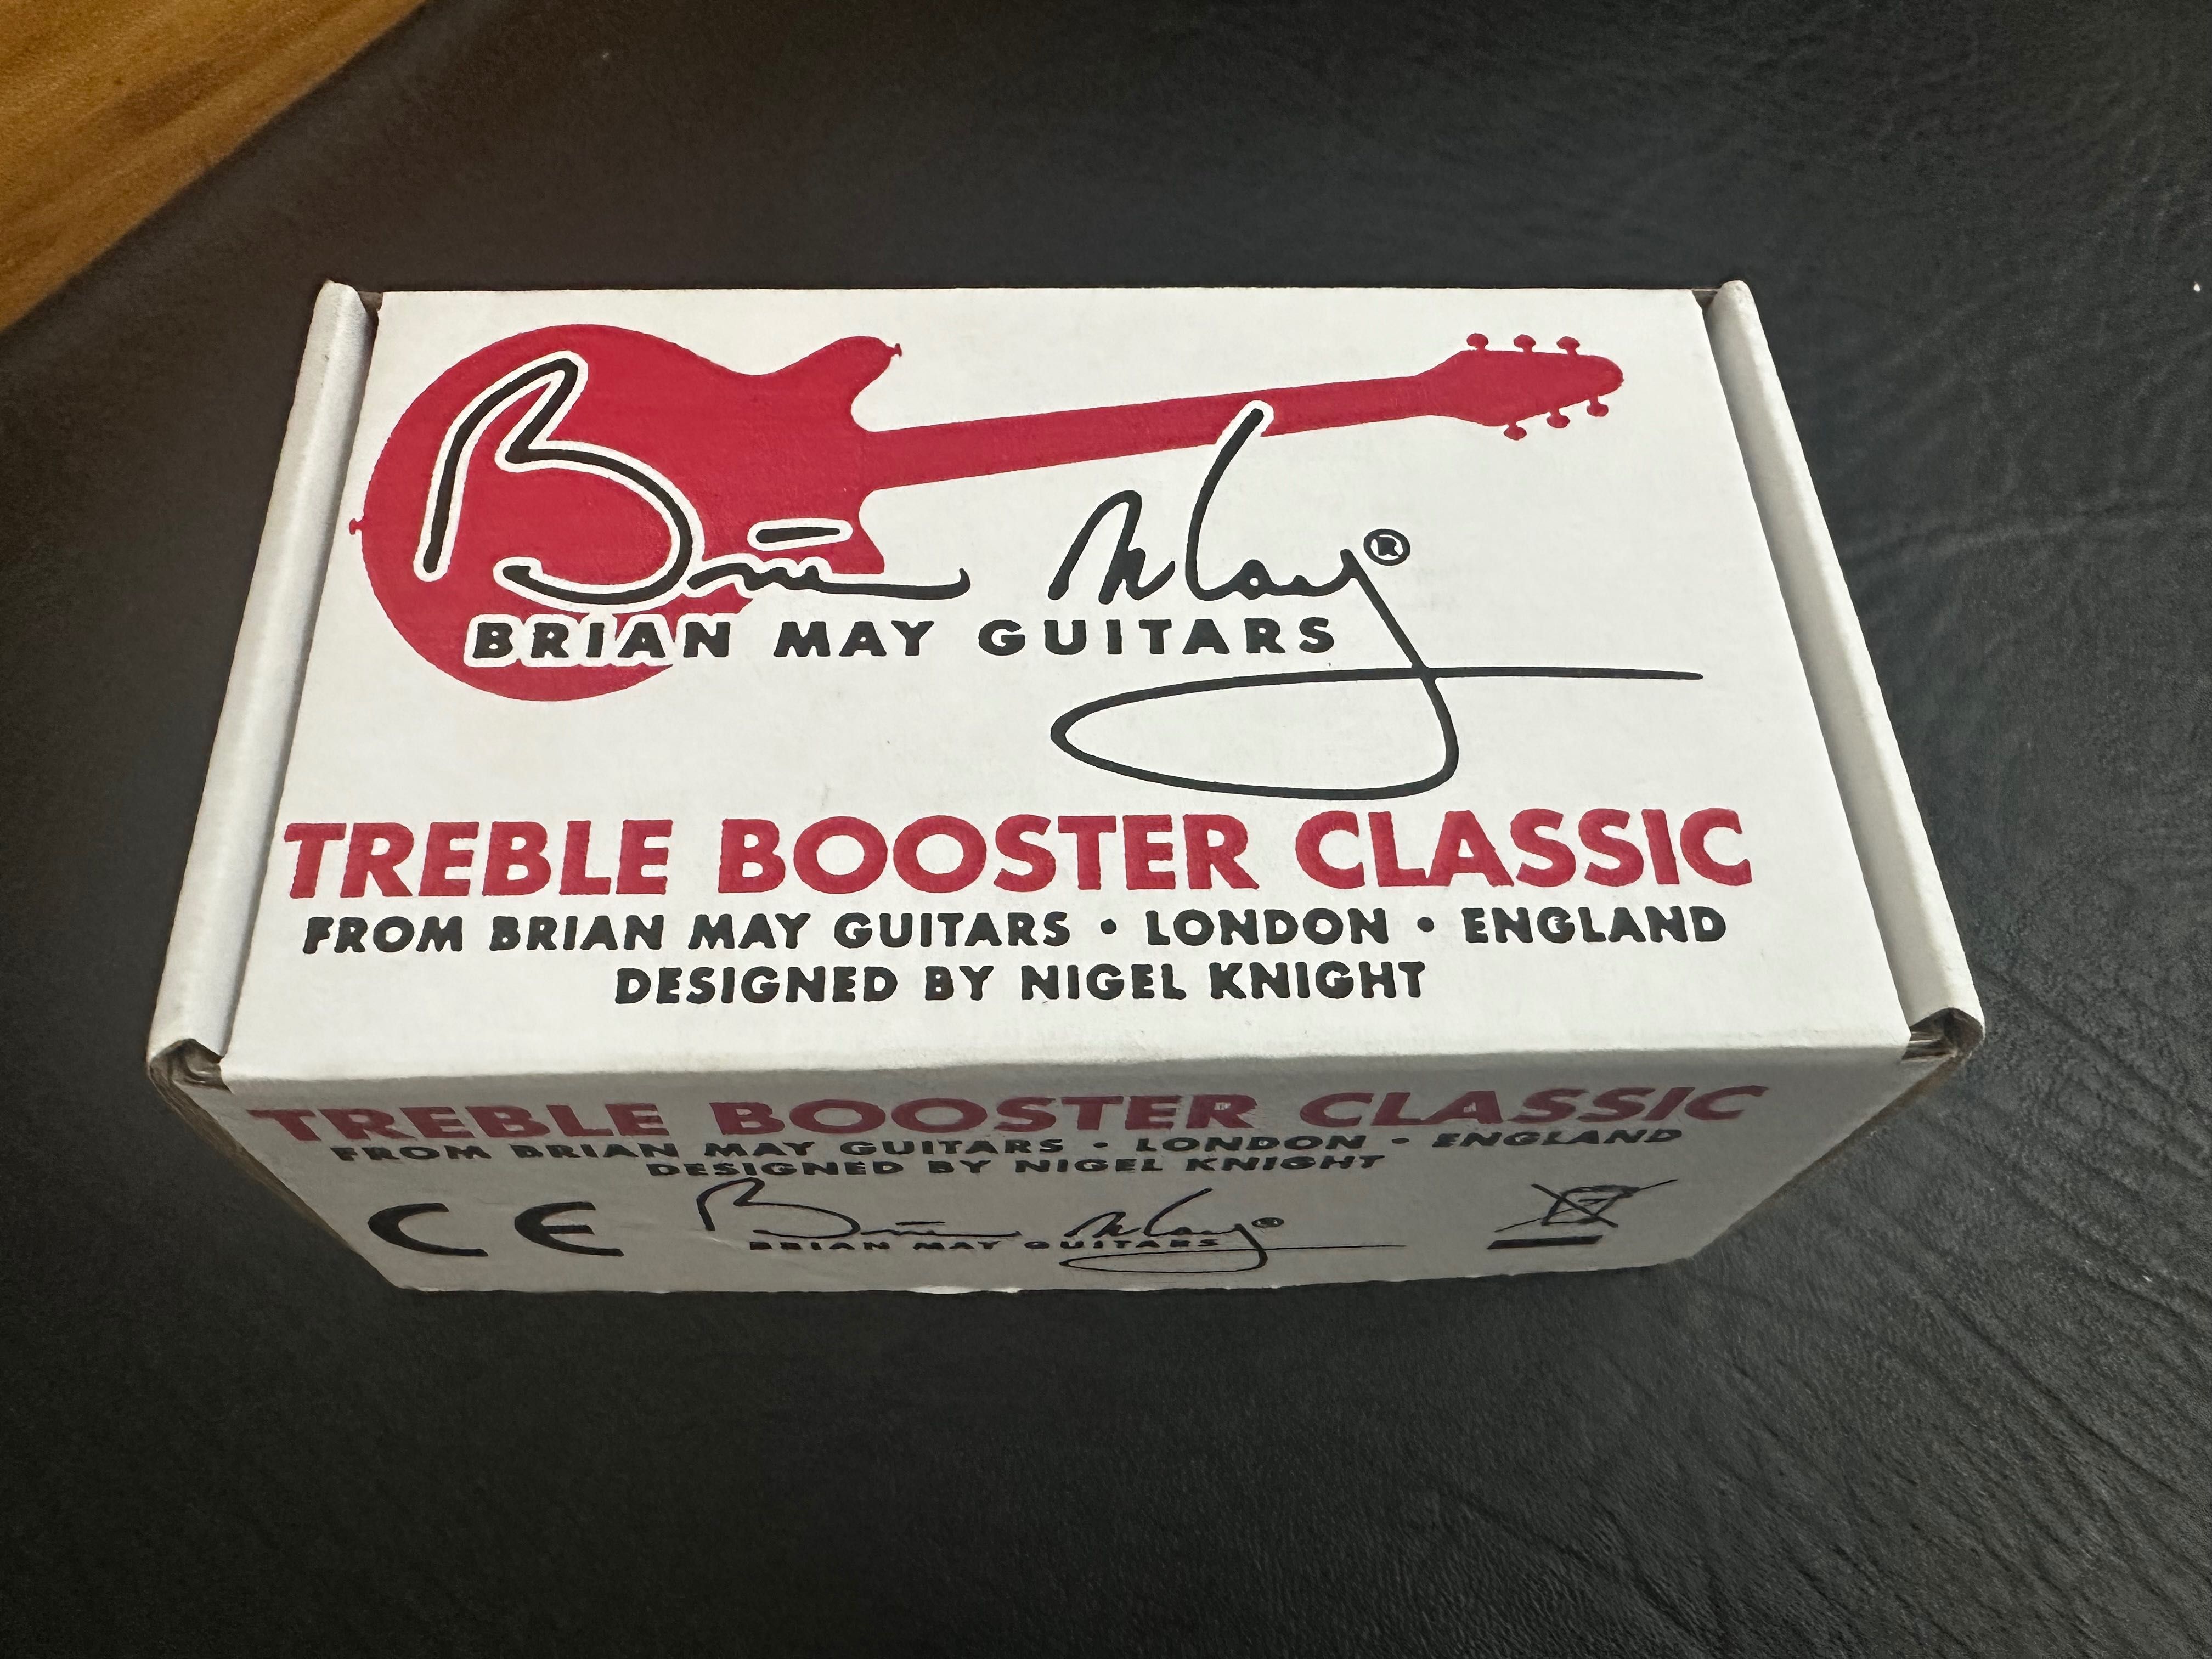 Brian May®
BRIAN MAY GUITARS
TREBLE BOOSTER CLASSIC
FROM BRIAN MAY GUITARS • LONDON • ENGLAND
DESIGNED BY NIGEL KNIGHT
TREBLE BOOSTER CLASSIC
FROM BRIAN MAY GUITARS • LONDON • ENGLAND
DESIGNED BY NIGEL KNIGHT
CE
Brian May®
BRIAN MAY GUITARS